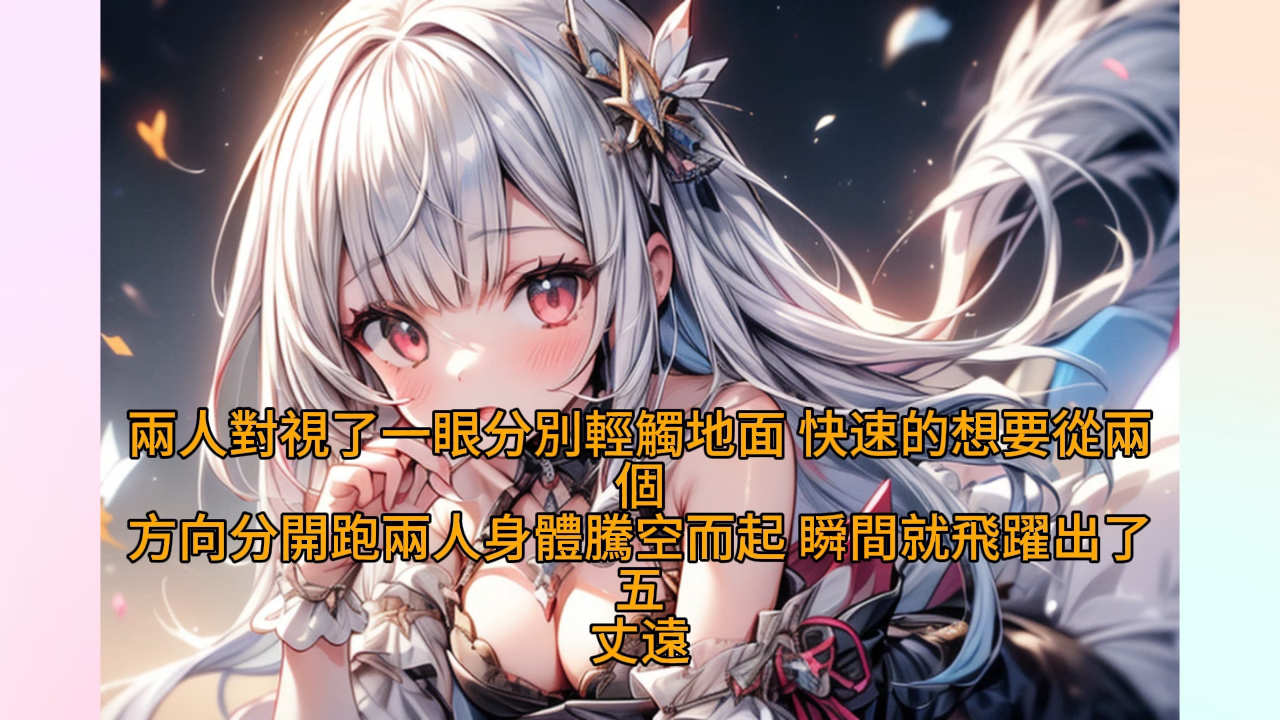 兩人對視了一眼分別輕觸地面 快速的想要從兩
個
方向分開跑兩人身體騰空而起 瞬間就飛躍出了
五
丈遠